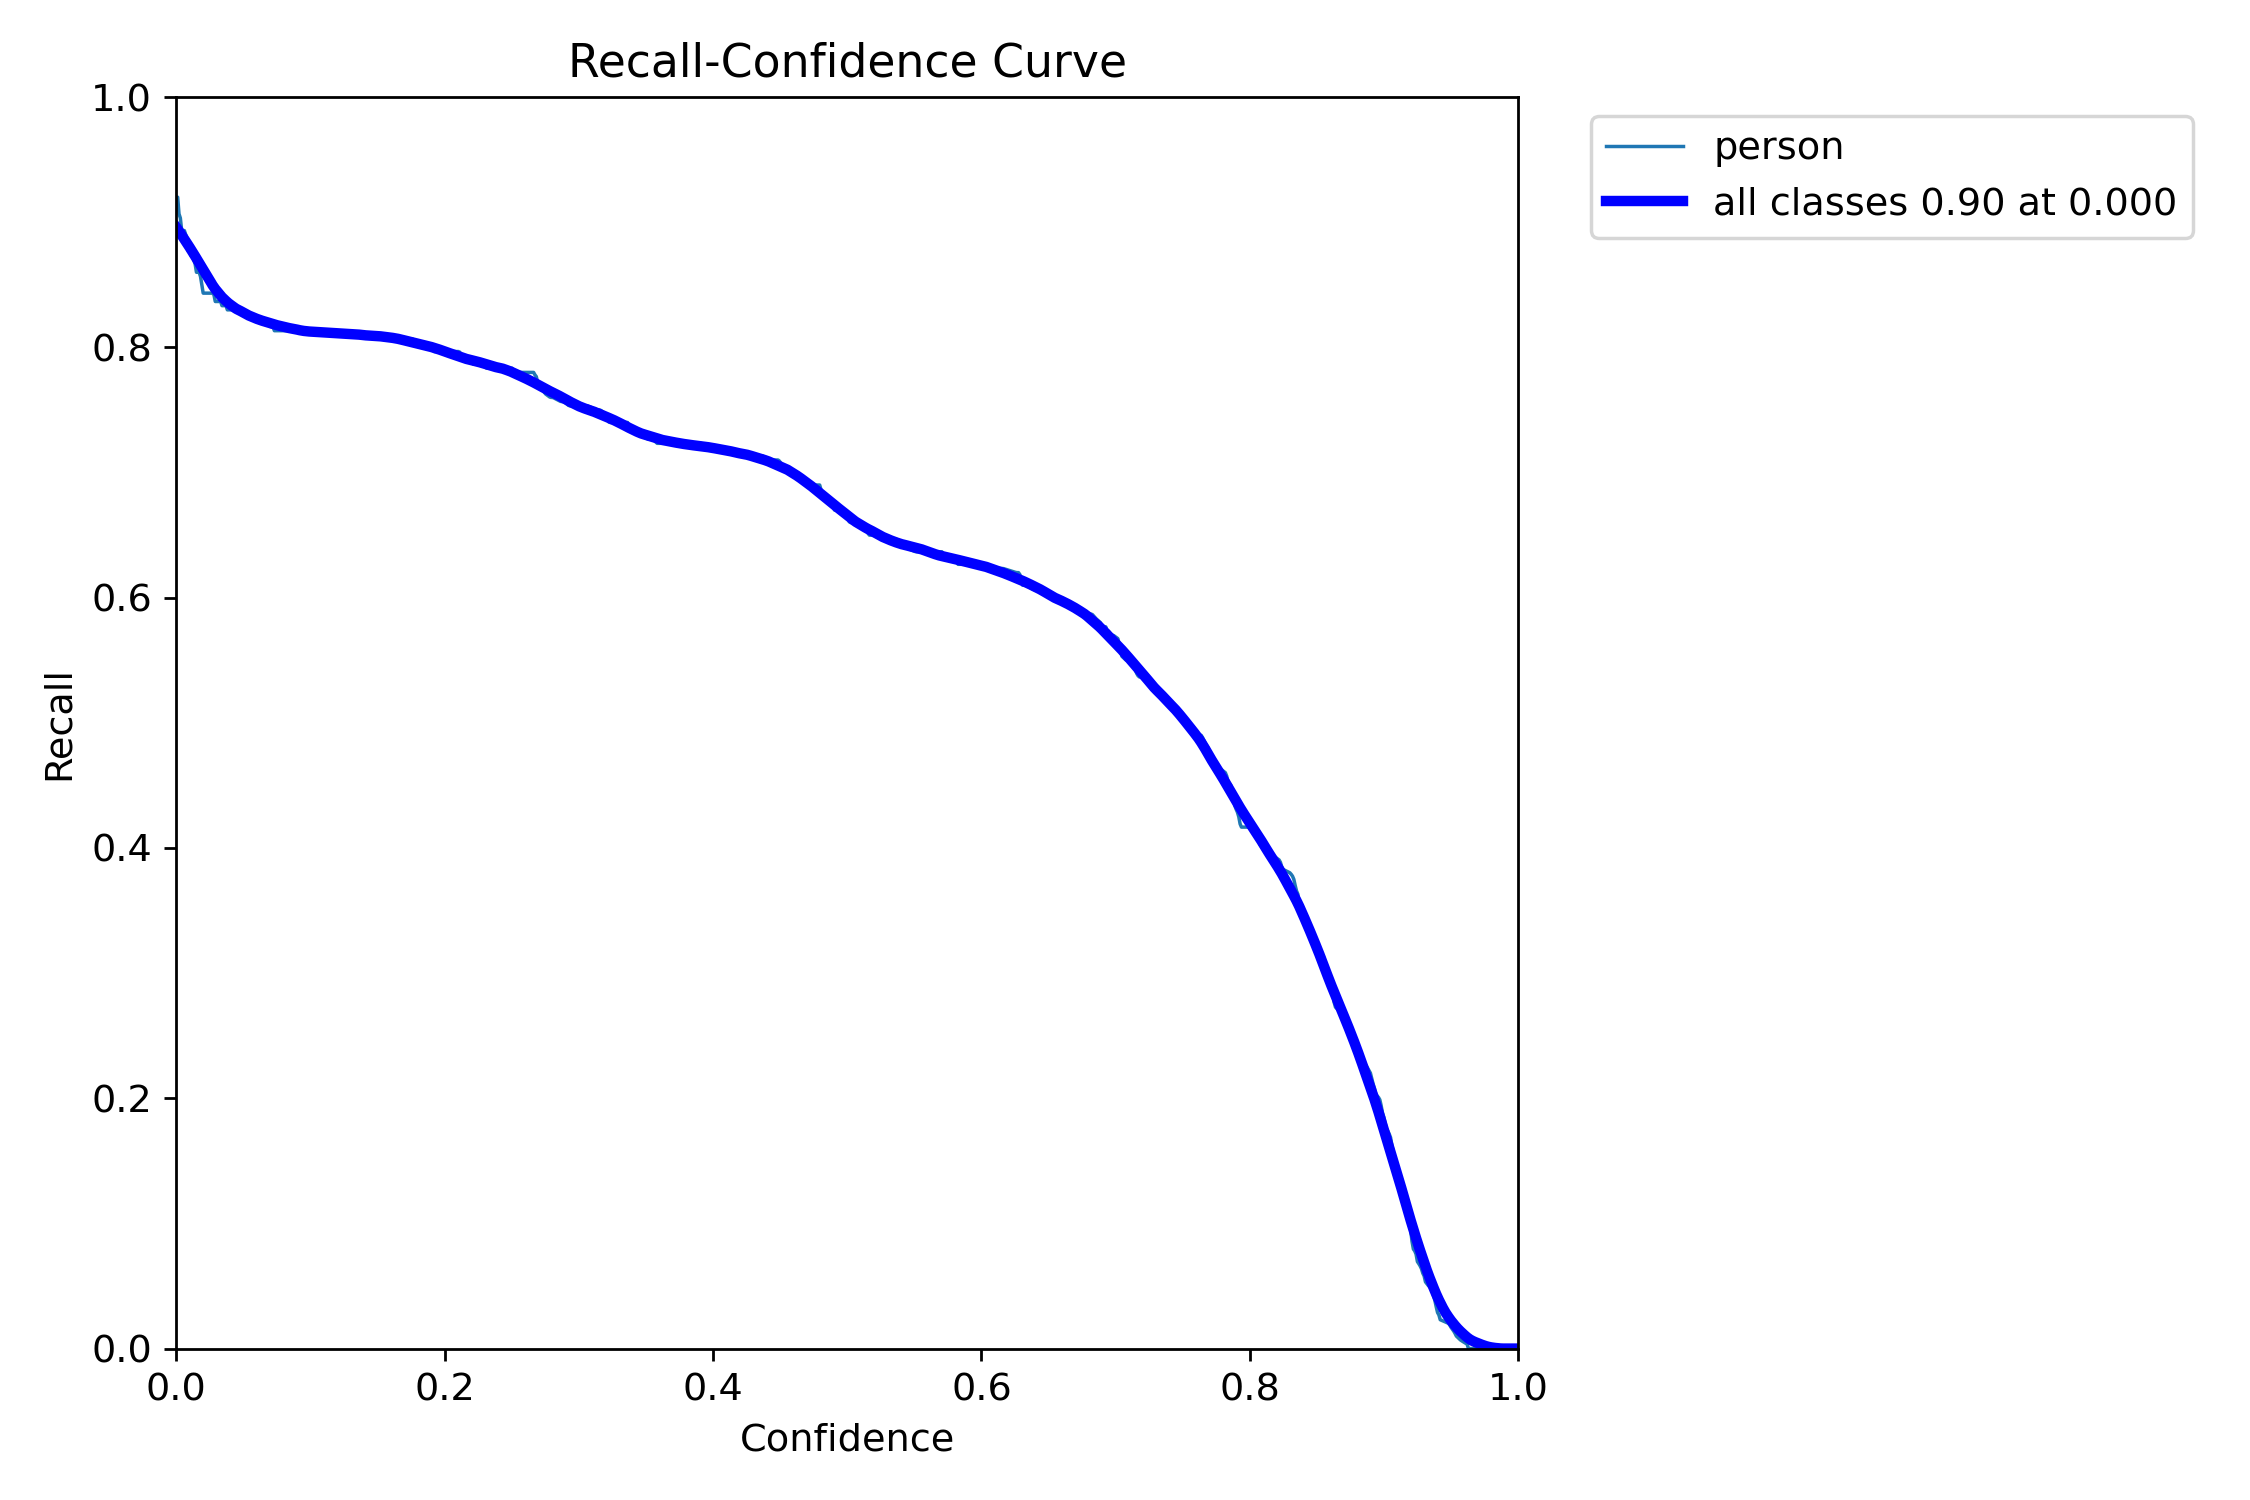 Recall-Confidence Curve
1.0
0.8
0.6
0.4
0.2
0.0
Recall
0.0 0.2 0.4 0.6 0.8 1.0
Confidence
person
all classes 0.90 at 0.000